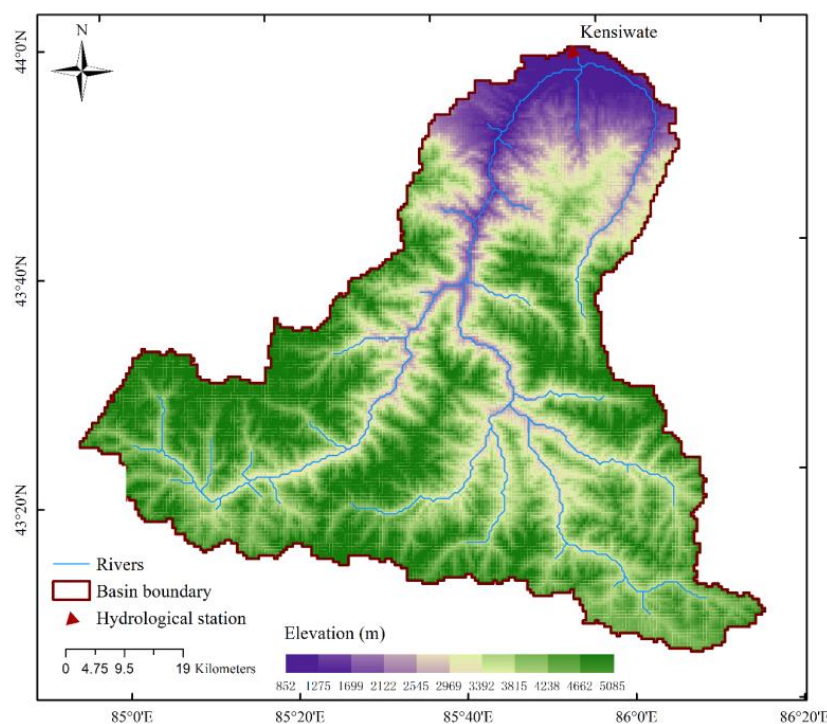 Kensiwate
N
44°0′N
43°40′N
43°20′N
Rivers
Basin boundary
Hydrological station
Elevation (m)
0 4.75 9.5 19 Kilometers
852 1275 1699 2122 2545 2969 3392 3815 4238 4662 5085
85°0′E 85°20′E 85°40′E 86°0′E 86°20′E